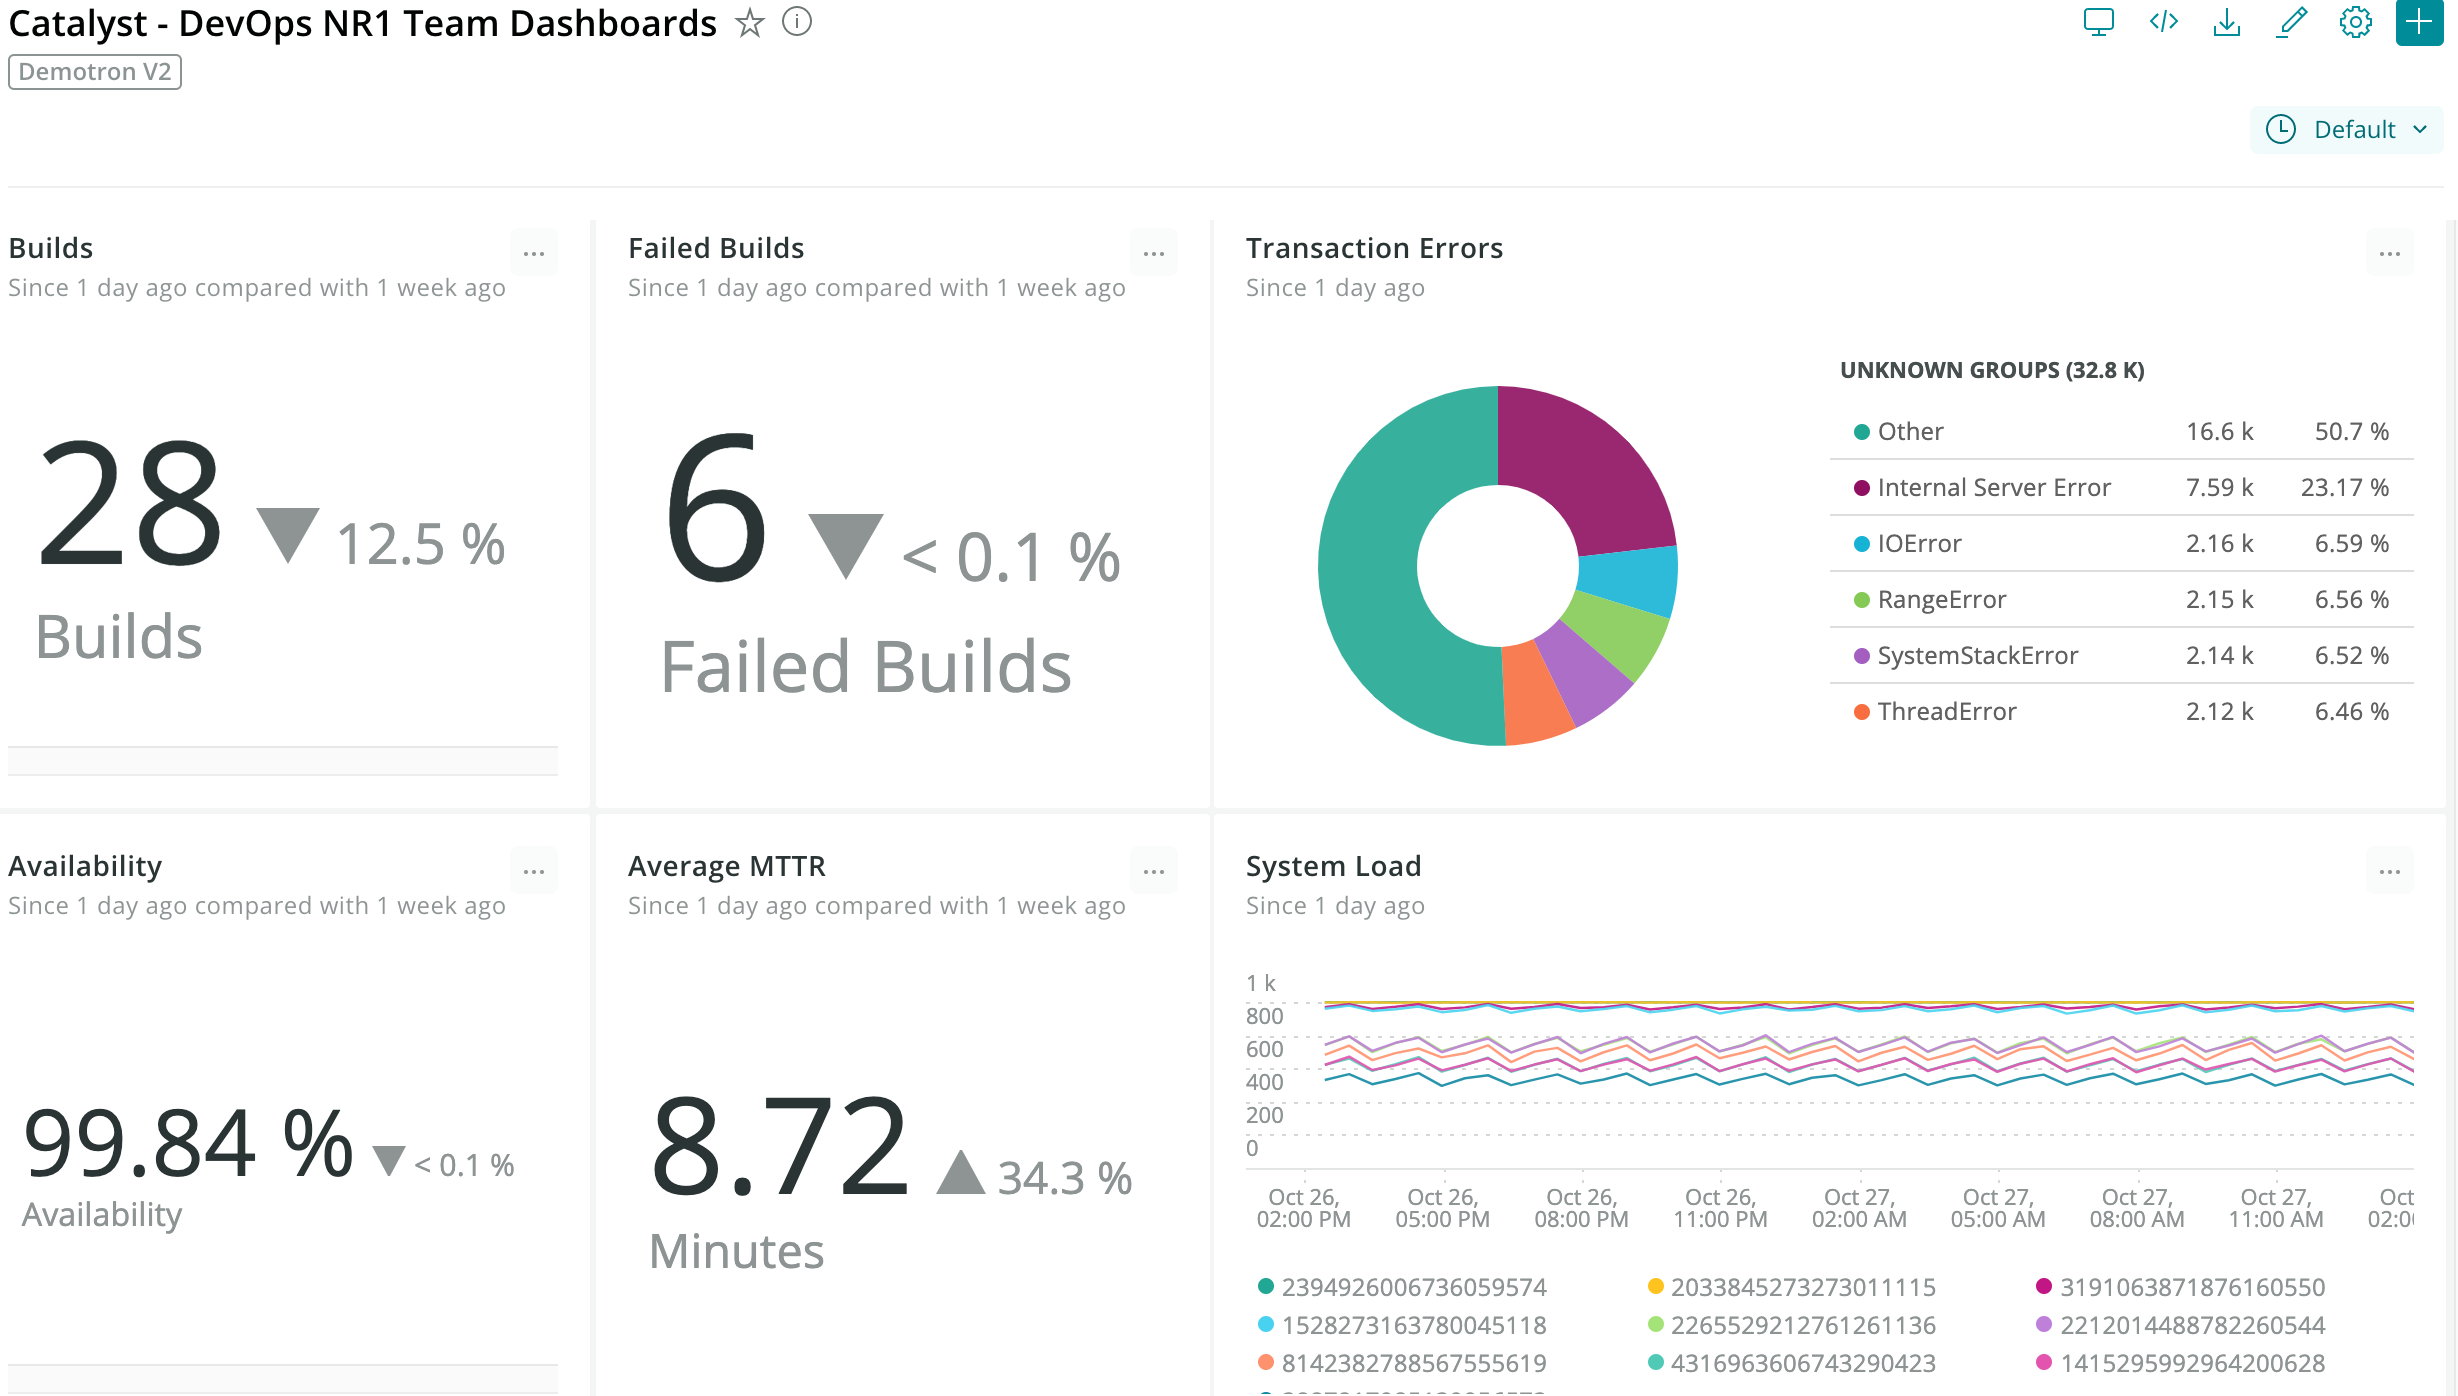 Catalyst - DevOps NR1 Team Dashboards
Demotron V2
Default
Builds
Since 1 day ago compared with 1 week ago
28 12.5 %
Builds
Failed Builds
Since 1 day ago compared with 1 week ago
6 < 0.1 %
Failed Builds
Transaction Errors
Since 1 day ago
UNKNOWN GROUPS (32.8 K)
Other 16.6 k 50.7 %
Internal Server Error 7.59 k 23.17 %
IOError 2.16 k 6.59 %
RangeError 2.15 k 6.56 %
SystemStackError 2.14 k 6.52 %
ThreadError 2.12 k 6.46 %
Availability
Since 1 day ago compared with 1 week ago
99.84 % < 0.1 %
Availability
Average MTTR
Since 1 day ago compared with 1 week ago
8.72 34.3 %
Minutes
System Load
Since 1 day ago
1 k
800
600
400
200
0
Oct 26, Oct 26, Oct 26, Oct 26, Oct 27, Oct 27, Oct 27, Oct 27, Oct
02:00 PM 05:00 PM 08:00 PM 11:00 PM 02:00 AM 05:00 AM 08:00 AM 11:00 AM 02:0
2394926006736059574 2033845273273011115 3191063871876160550
1528273163780045118 2265529212761261136 2212014488782260544
8142382788567555619 4316963606743290423 1415295992964200628